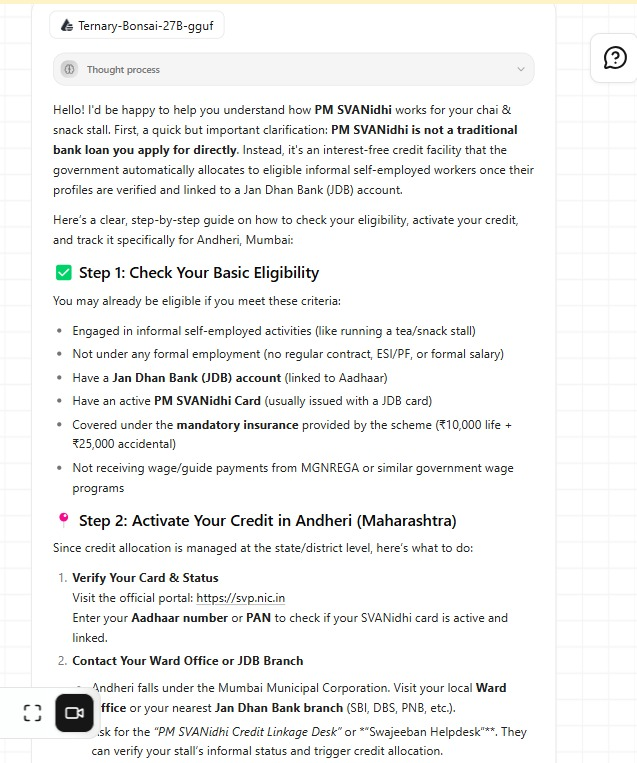 Ternary-Bonsai-27B-gguf
Thought process
Hello! I'd be happy to help you understand how PM SVANidhi works for your chai &
snack stall. First, a quick but important clarification: PM SVANidhi is not a traditional
bank loan you apply for directly. Instead, it's an interest-free credit facility that the
government automatically allocates to eligible informal self-employed workers once their
profiles are verified and linked to a Jan Dhan Bank (JDB) account.
Here's a clear, step-by-step guide on how to check your eligibility, activate your credit,
and track it specifically for Andheri, Mumbai:
✅ Step 1: Check Your Basic Eligibility
You may already be eligible if you meet these criteria:
• Engaged in informal self-employed activities (like running a tea/snack stall)
• Not under any formal employment (no regular contract, ESI/PF, or formal salary)
• Have a Jan Dhan Bank (JDB) account (linked to Aadhaar)
• Have an active PM SVANidhi Card (usually issued with a JDB card)
• Covered under the mandatory insurance provided by the scheme (₹10,000 life +
₹25,000 accidental)
• Not receiving wage/guide payments from MGNREGA or similar government wage
programs
📍 Step 2: Activate Your Credit in Andheri (Maharashtra)
Since credit allocation is managed at the state/district level, here's what to do:
1. Verify Your Card & Status
Visit the official portal: https://svp.nic.in
Enter your Aadhaar number or PAN to check if your SVANidhi card is active and
linked.
2. Contact Your Ward Office or JDB Branch
Andheri falls under the Mumbai Municipal Corporation. Visit your local Ward
ffice or your nearest Jan Dhan Bank branch (SBI, DBS, PNB, etc.).
sk for the "PM SVANidhi Credit Linkage Desk" or *"Swajeeban Helpdesk"*. They
can verify your stall's informal status and trigger credit allocation.